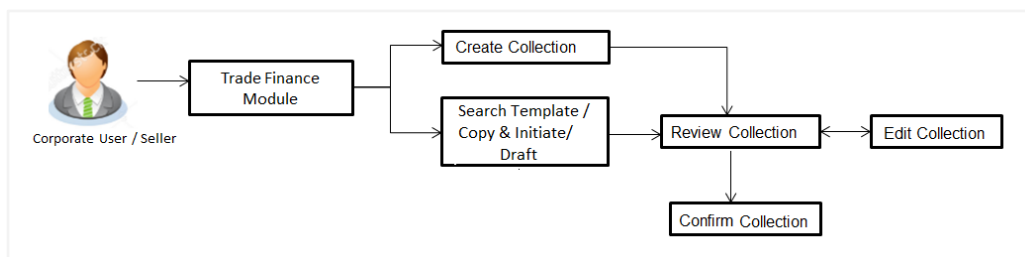 Corporate User / Seller
Trade Finance
Module
Create Collection
Search Template /
Copy & Initiate/
Draft
Review Collection
Edit Collection
Confirm Collection